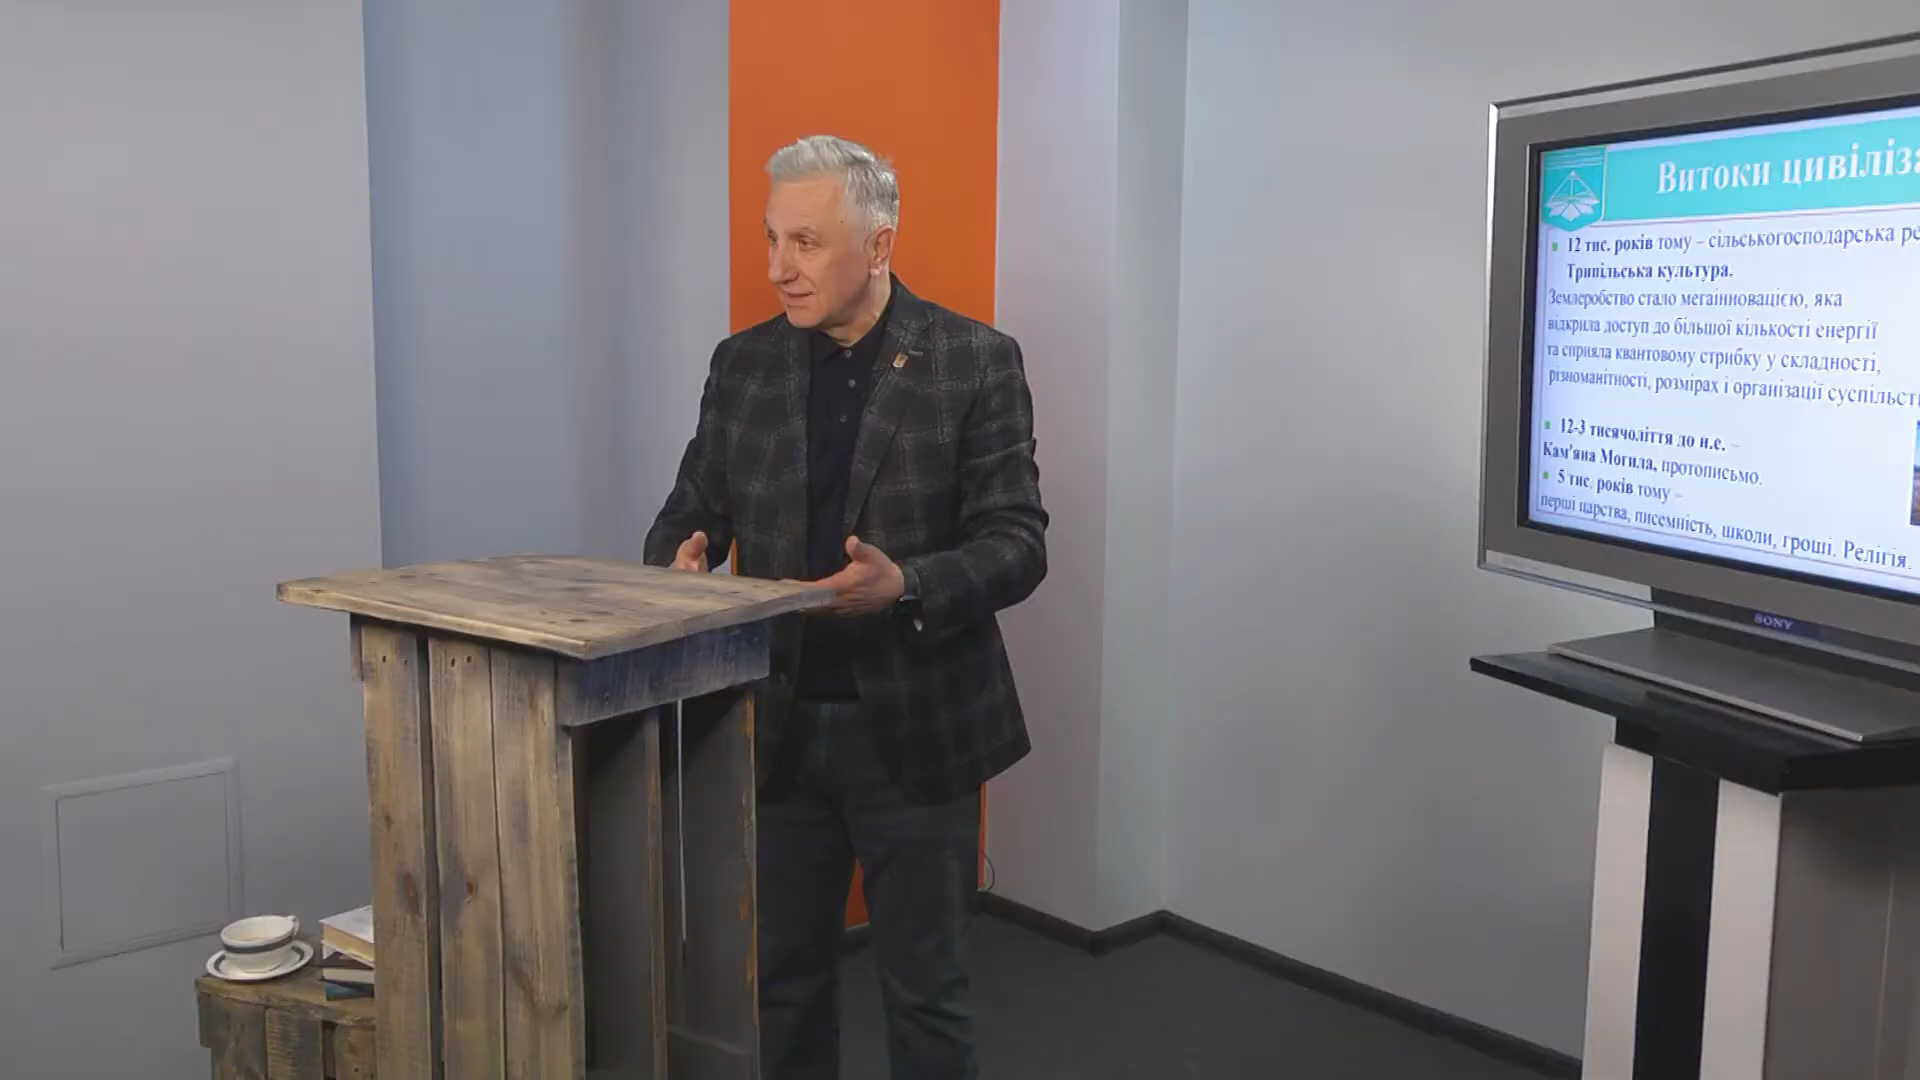 Витоки цивіліз
12 тис. років тому – сільськогосподарська ре
Трипільська культура.
Землеробство стало мегаінновацією, яка
відкрила доступ до більшої кількості енергії
та сприяла квантовому стрибку у складності,
різноманітності, розмірах і організації суспільст
12-3 тисячоліття до н.е. –
Кам'яна Могила, протописьмо.
5 тис. років тому –
перші царства, писемність, школи, гроші. Релігія.
SONY